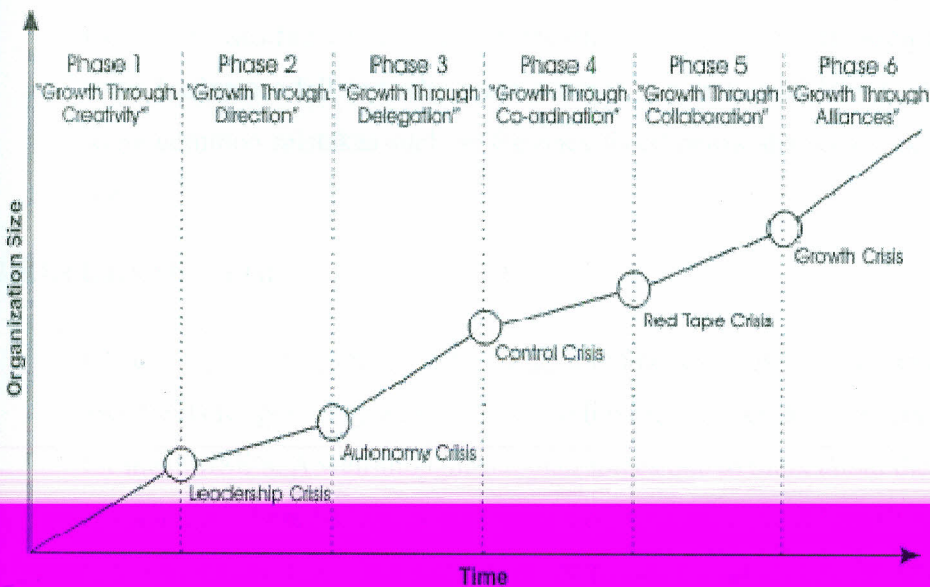 Phase 1
"Growth Through
Creativity"
Phase 2
"Growth Through
Direction"
Phase 3
"Growth Through
Delegation"
Phase 4
"Growth Through
Co-ordination"
Phase 5
"Growth Through
Collaboration"
Phase 6
"Growth Through
Alliances"
Organization Size
Growth Crisis
Red Tape Crisis
Control Crisis
Autonomy Crisis
Leadership Crisis
Time